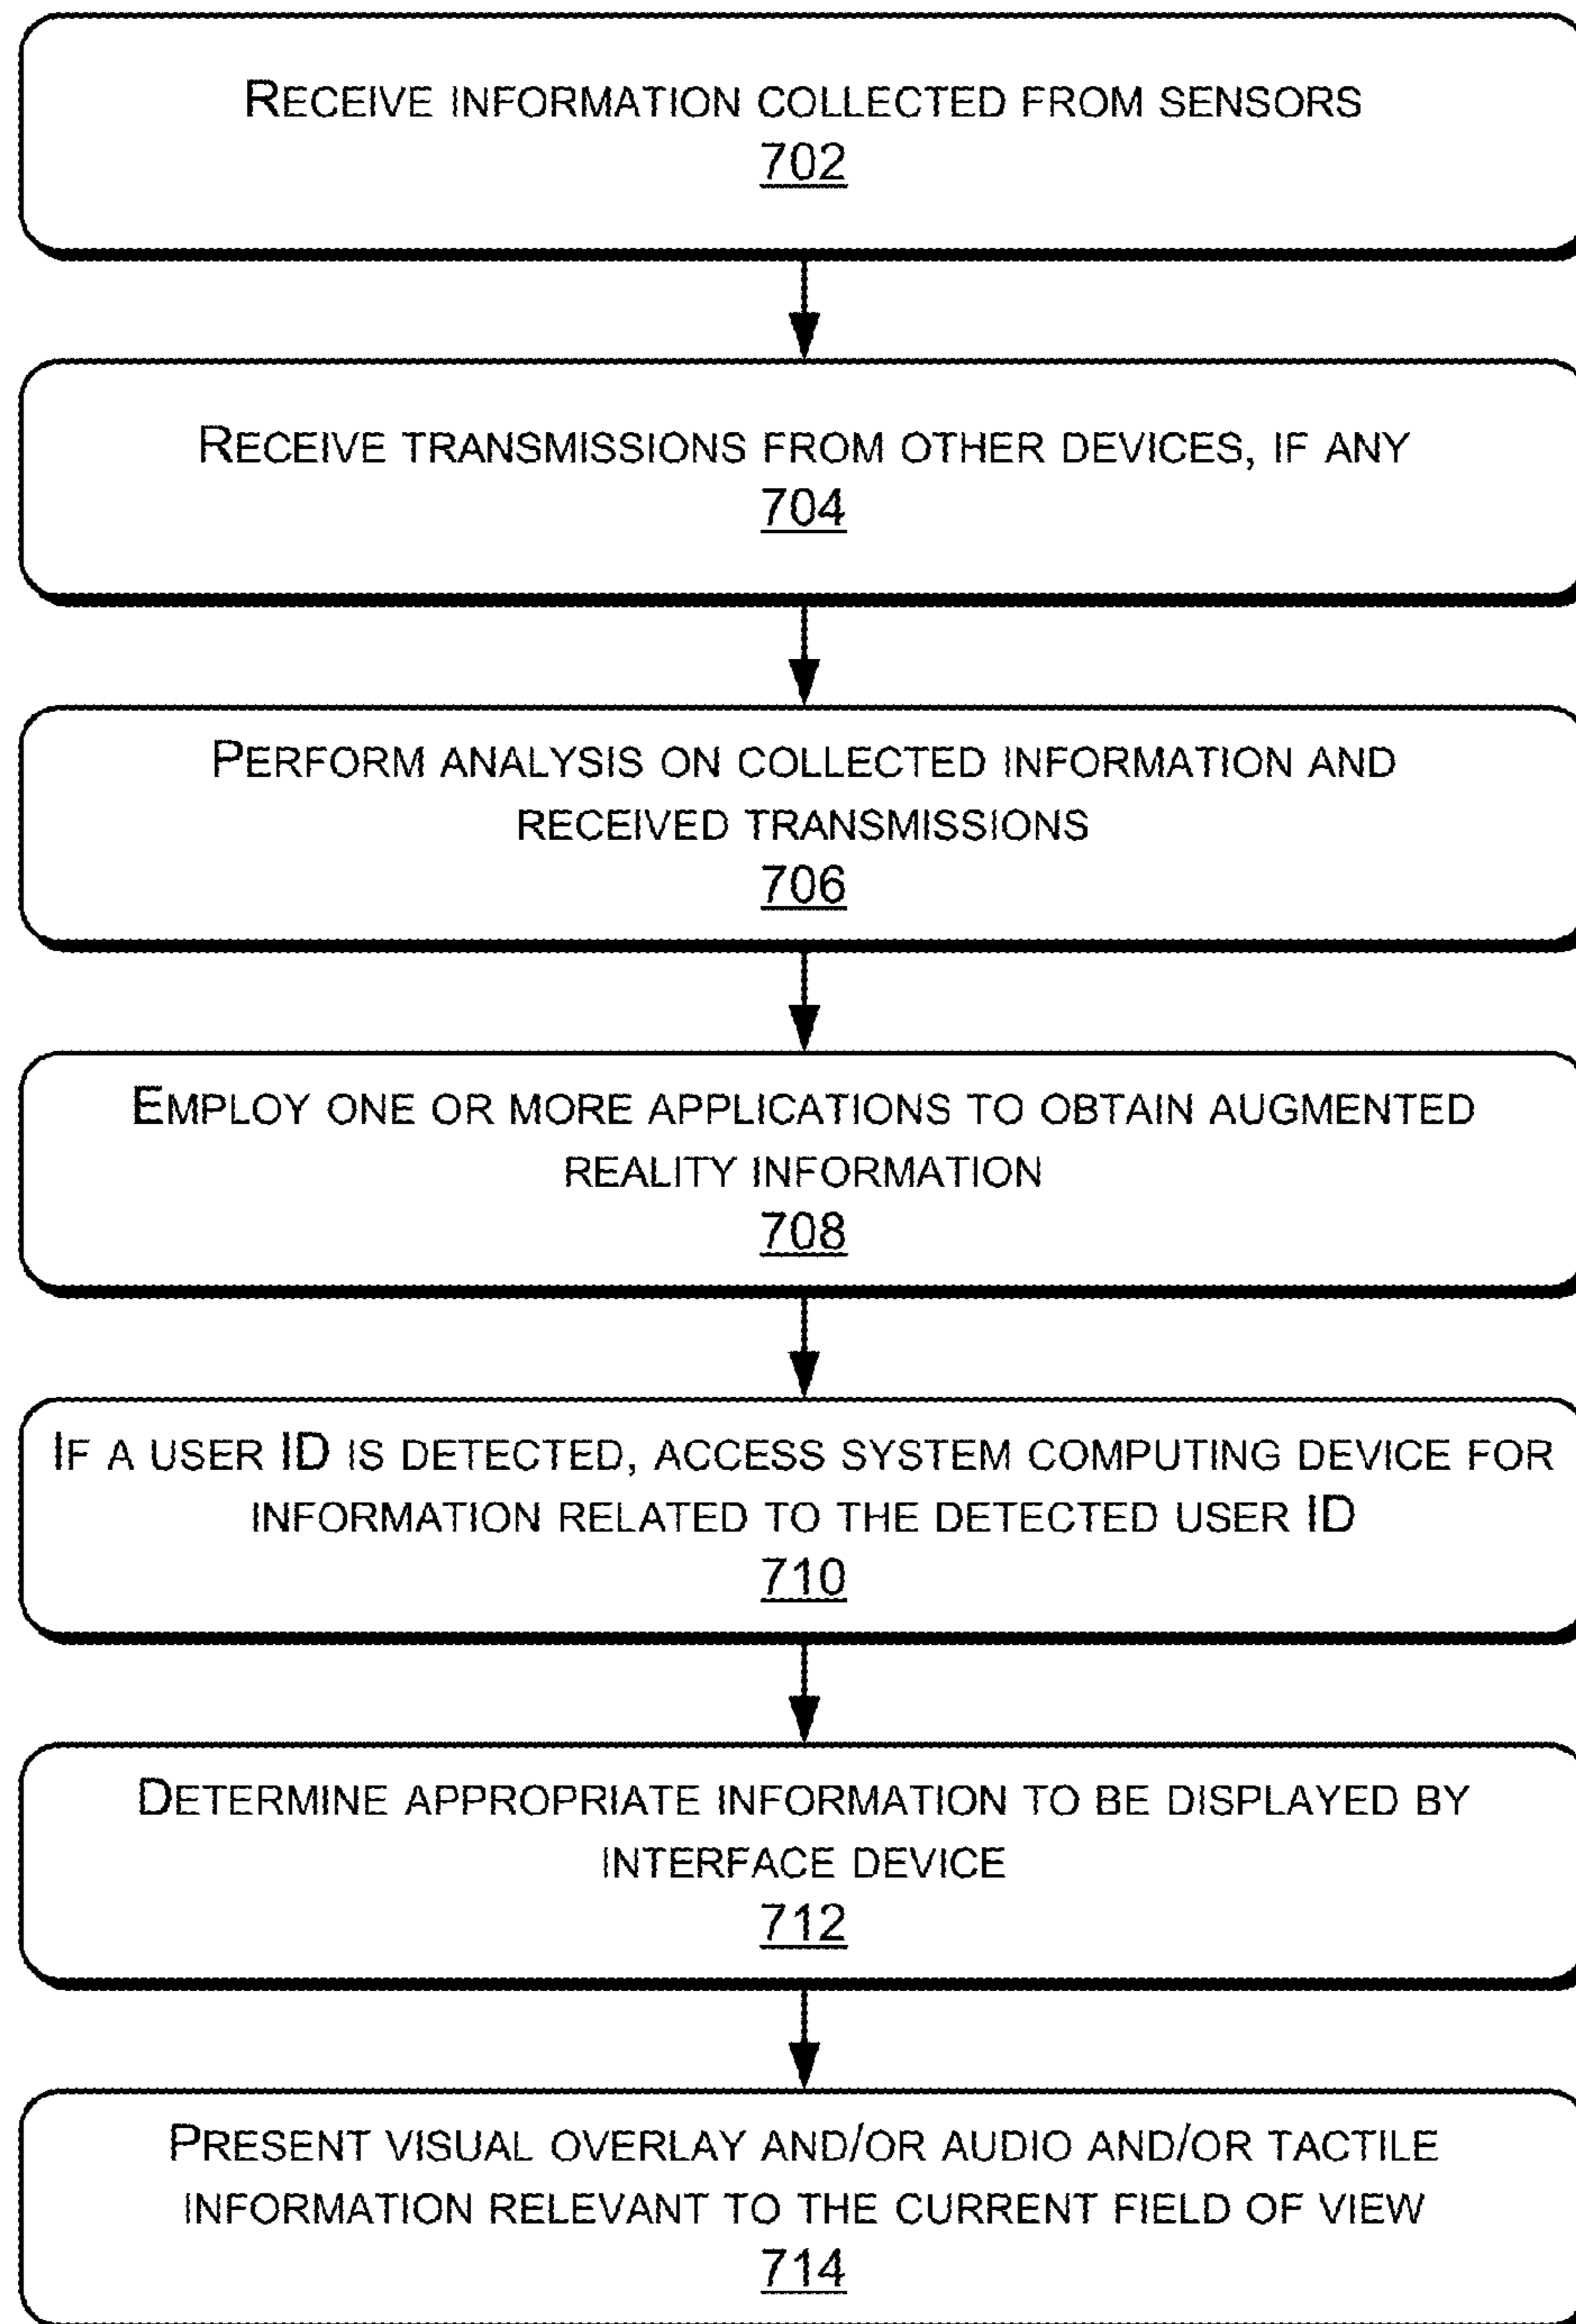 RECEIVE INFORMATION COLLECTED FROM SENSORS
702
RECEIVE TRANSMISSIONS FROM OTHER DEVICES, IF ANY
704
PERFORM ANALYSIS ON COLLECTED INFORMATION AND
RECEIVED TRANSMISSIONS
706
EMPLOY ONE OR MORE APPLICATIONS TO OBTAIN AUGMENTED
REALITY INFORMATION
708
IF A USER ID IS DETECTED, ACCESS SYSTEM COMPUTING DEVICE FOR
INFORMATION RELATED TO THE DETECTED USER ID
710
DETERMINE APPROPRIATE INFORMATION TO BE DISPLAYED BY
INTERFACE DEVICE
712
PRESENT VISUAL OVERLAY AND/OR AUDIO AND/OR TACTILE
INFORMATION RELEVANT TO THE CURRENT FIELD OF VIEW
714